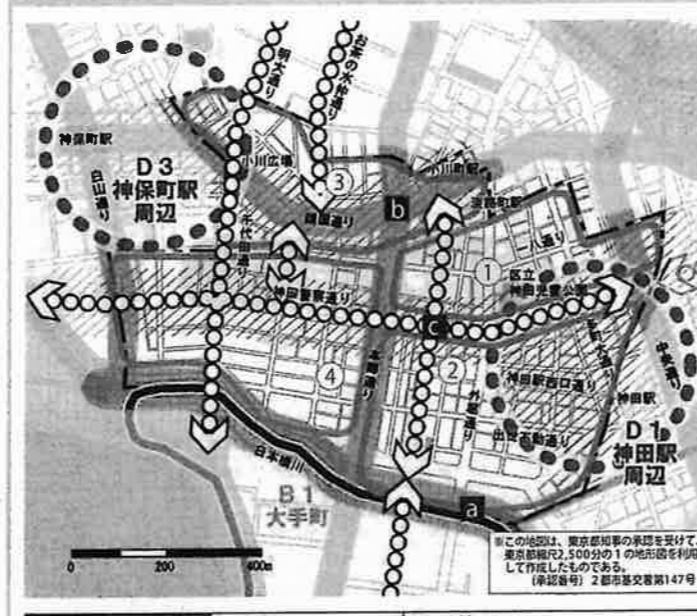 明大通り
お茶の水仲通り
神保町駅
D3
神保町駅
周辺
白山通り
小川広場
③
小川町駅
b
淡路町駅
靖国通り
千代田通り
一八通り
①
区立
神田児童公園
神田警察通り
c
④
②
本郷通り
外堀通り
中央通り
神田駅西口通り
神田駅
出世不動通り
D1
神田駅
周辺
日本橋川
B1
大手町
a
0
200
400m
※この地図は、東京都知事の承認を受けて、
東京都縮尺2,500分の1の地形図を利用
して作成したものである。
(承認番号)2都市基交著第147号